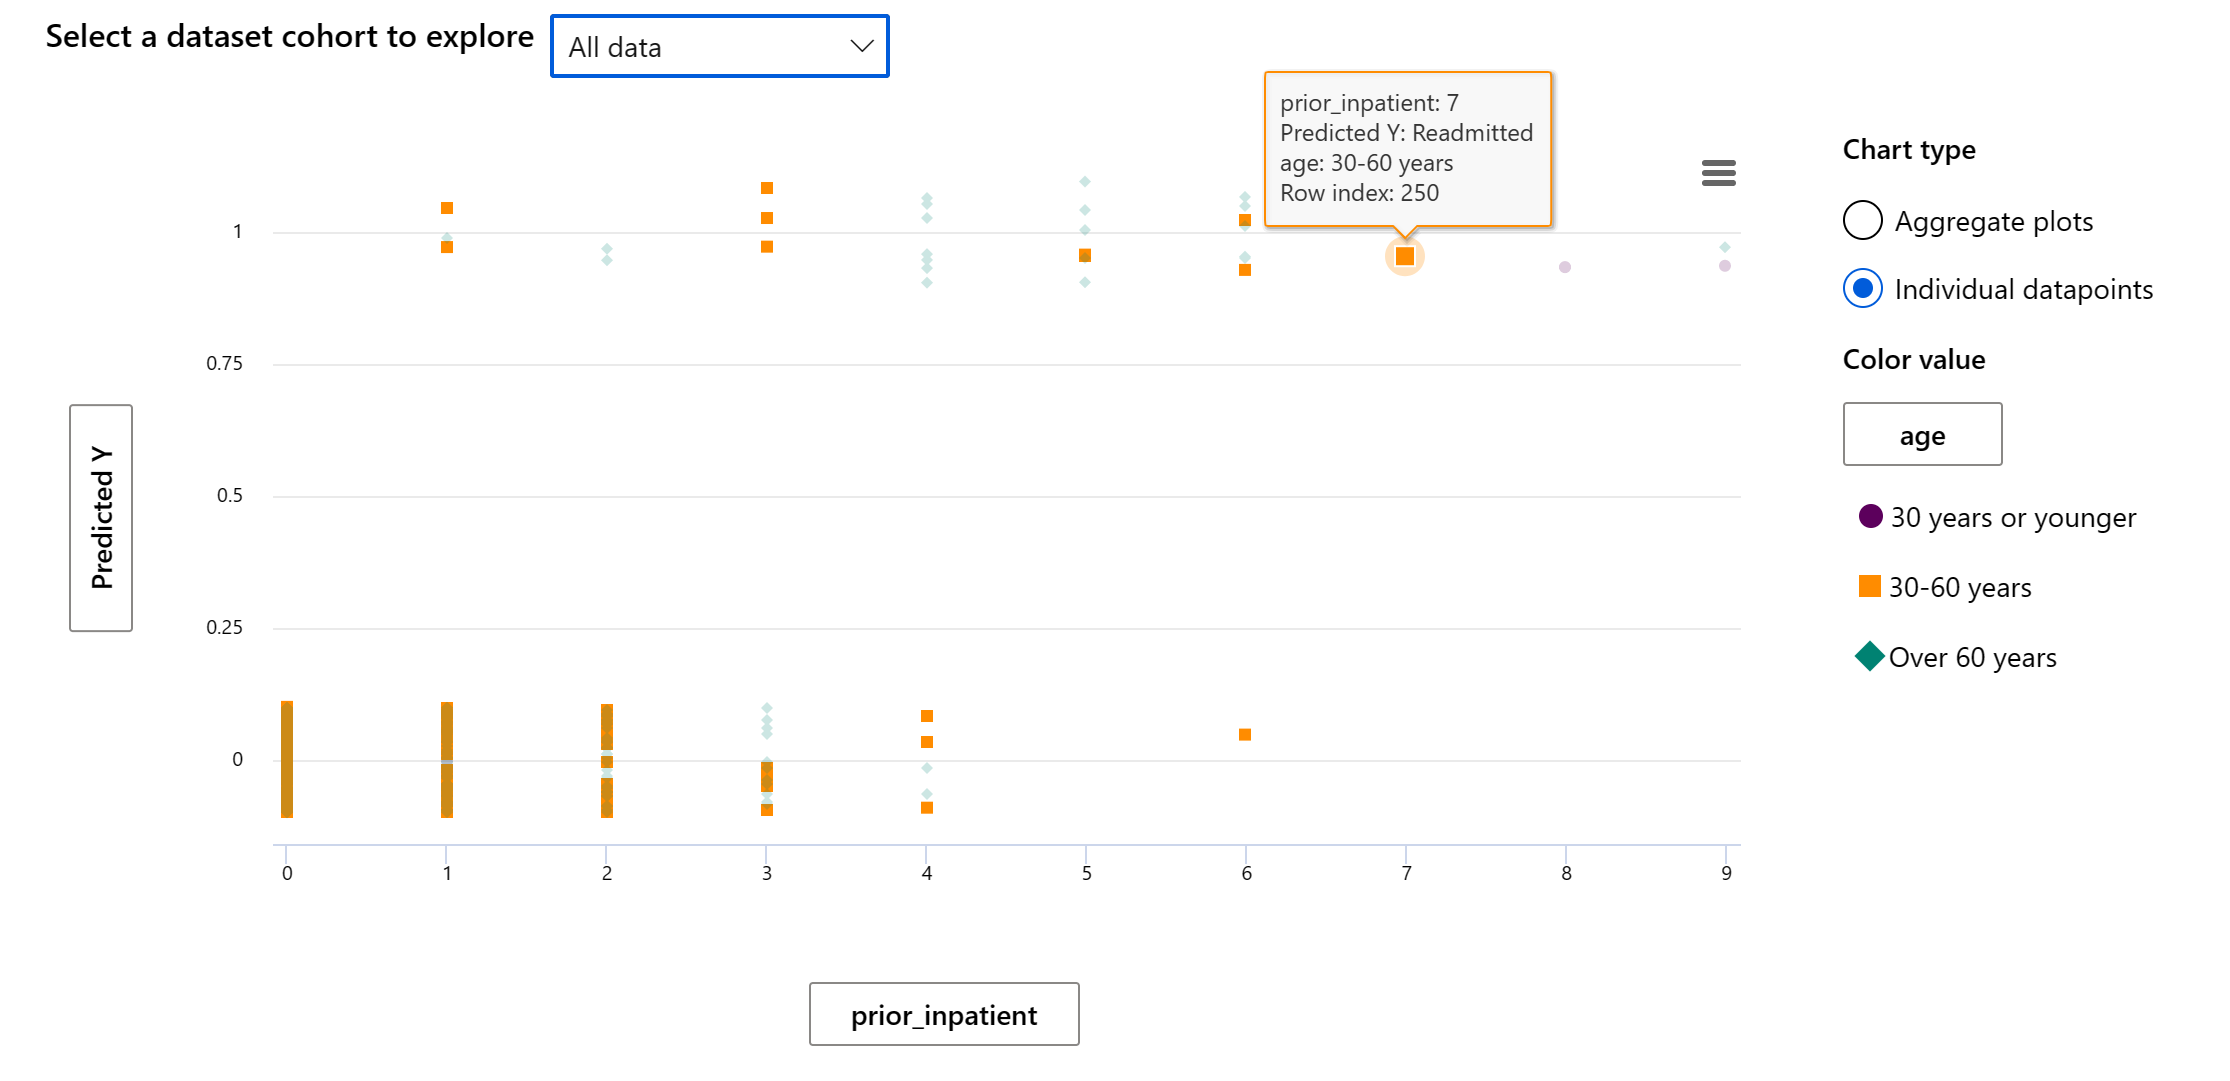 Select a dataset cohort to explore
All data
prior_inpatient: 7
Predicted Y: Readmitted
age: 30-60 years
Row index: 250
Chart type
Aggregate plots
Individual datapoints
Color value
age
30 years or younger
30-60 years
Over 60 years
Predicted Y
1
0.75
0.5
0.25
0
0 1 2 3 4 5 6 7 8 9
prior_inpatient